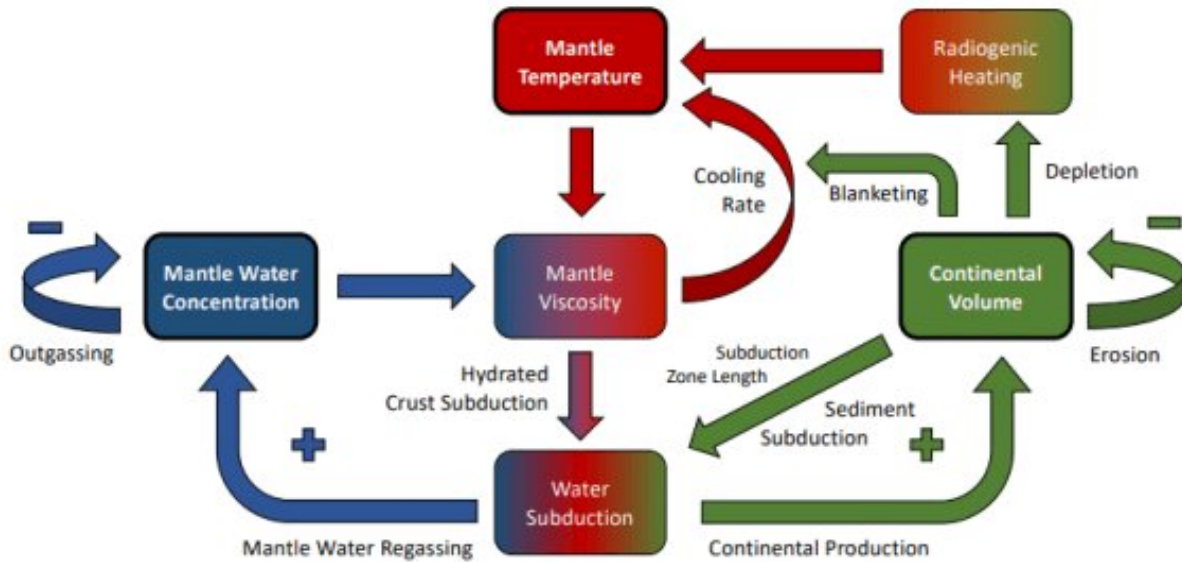 Mantle
Temperature
Radiogenic
Heating
Cooling
Rate
Blanketing
Depletion
Mantle Water
Concentration
Mantle
Viscosity
Continental
Volume
Outgassing
Erosion
Hydrated
Crust Subduction
Subduction
Zone Length
Sediment
Subduction
Water
Subduction
Mantle Water Regassing
Continental Production